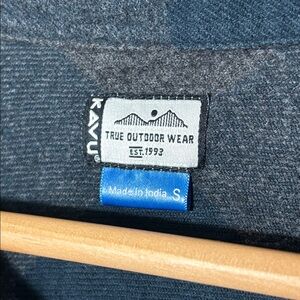 KAVU®
TRUE OUTDOOR WEAR
EST. 1993
Made in India S